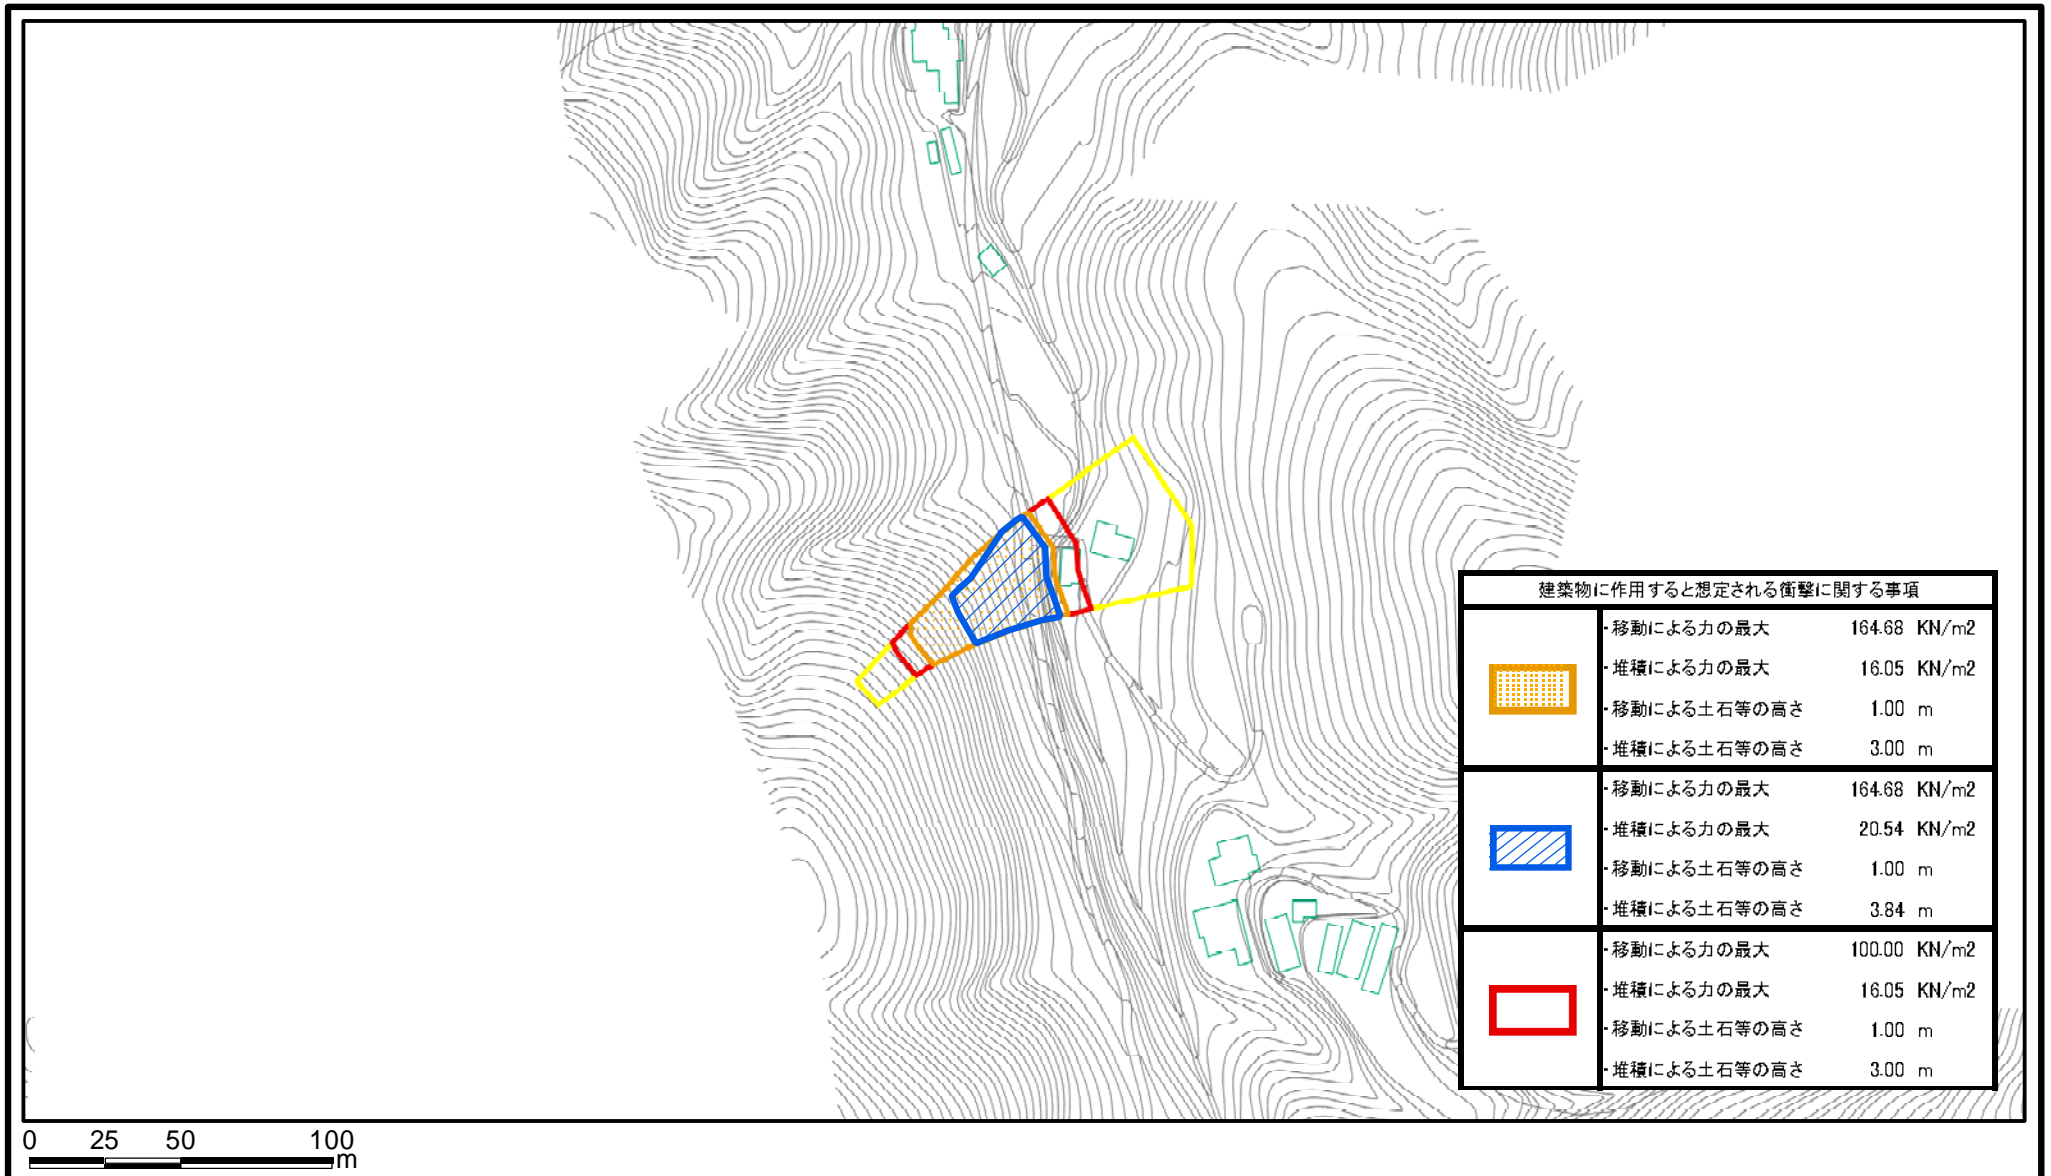 建築物に作用すると想定される衝撃に関する事項
・移動による力の最大 164.68 KN/m2
・堆積による力の最大 16.05 KN/m2
・移動による土石等の高さ 1.00 m
・堆積による土石等の高さ 3.00 m
・移動による力の最大 164.68 KN/m2
・堆積による力の最大 20.54 KN/m2
・移動による土石等の高さ 1.00 m
・堆積による土石等の高さ 3.84 m
・移動による力の最大 100.00 KN/m2
・堆積による力の最大 16.05 KN/m2
・移動による土石等の高さ 1.00 m
・堆積による土石等の高さ 3.00 m
0 25 50 100
m